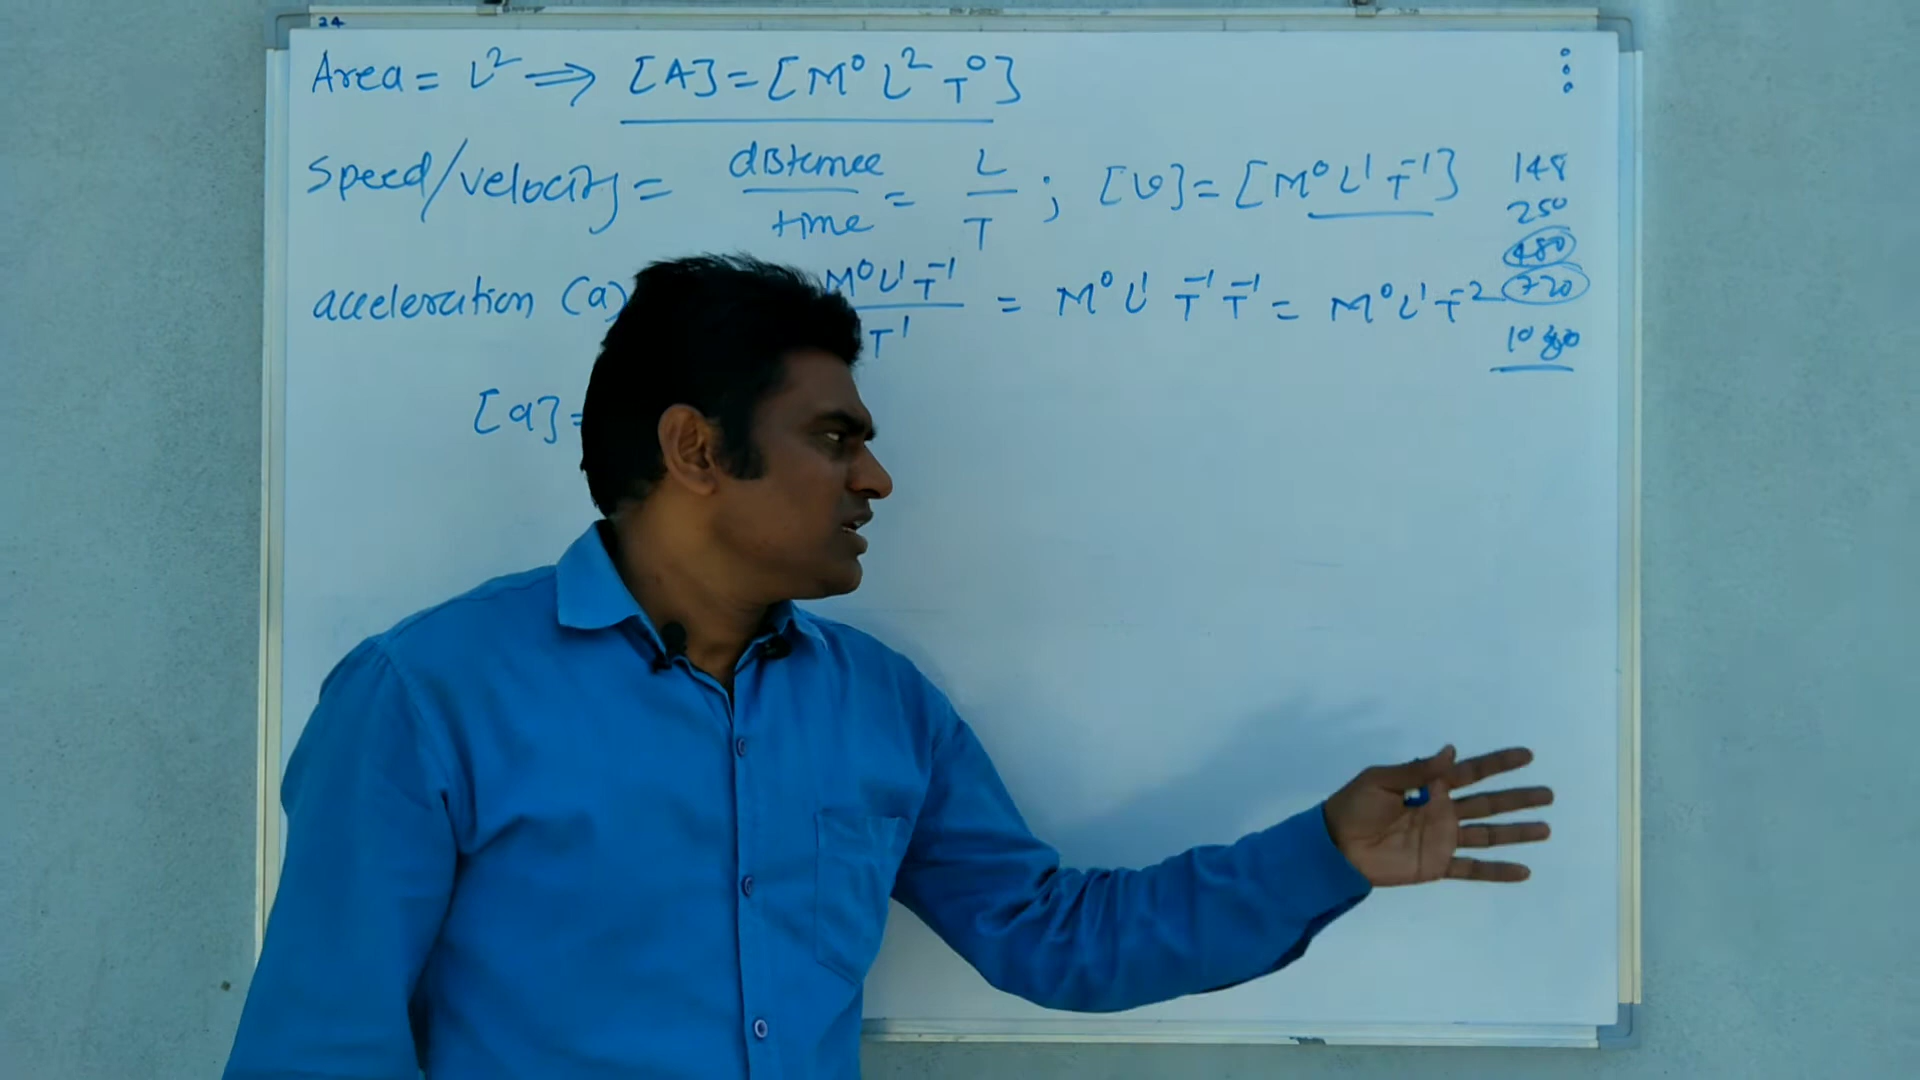 24
Area = L² ⇒ [A] = [M⁰ L² T⁰]
speed/velocity = distance/time = L/T ; [v] = [M⁰ L¹ T⁻¹]
148
250
480
720
1080
acceleration (a) M⁰ L¹ T⁻¹/T¹ = M⁰ L¹ T⁻¹ T⁻¹ = M⁰ L¹ T⁻²
[a] =